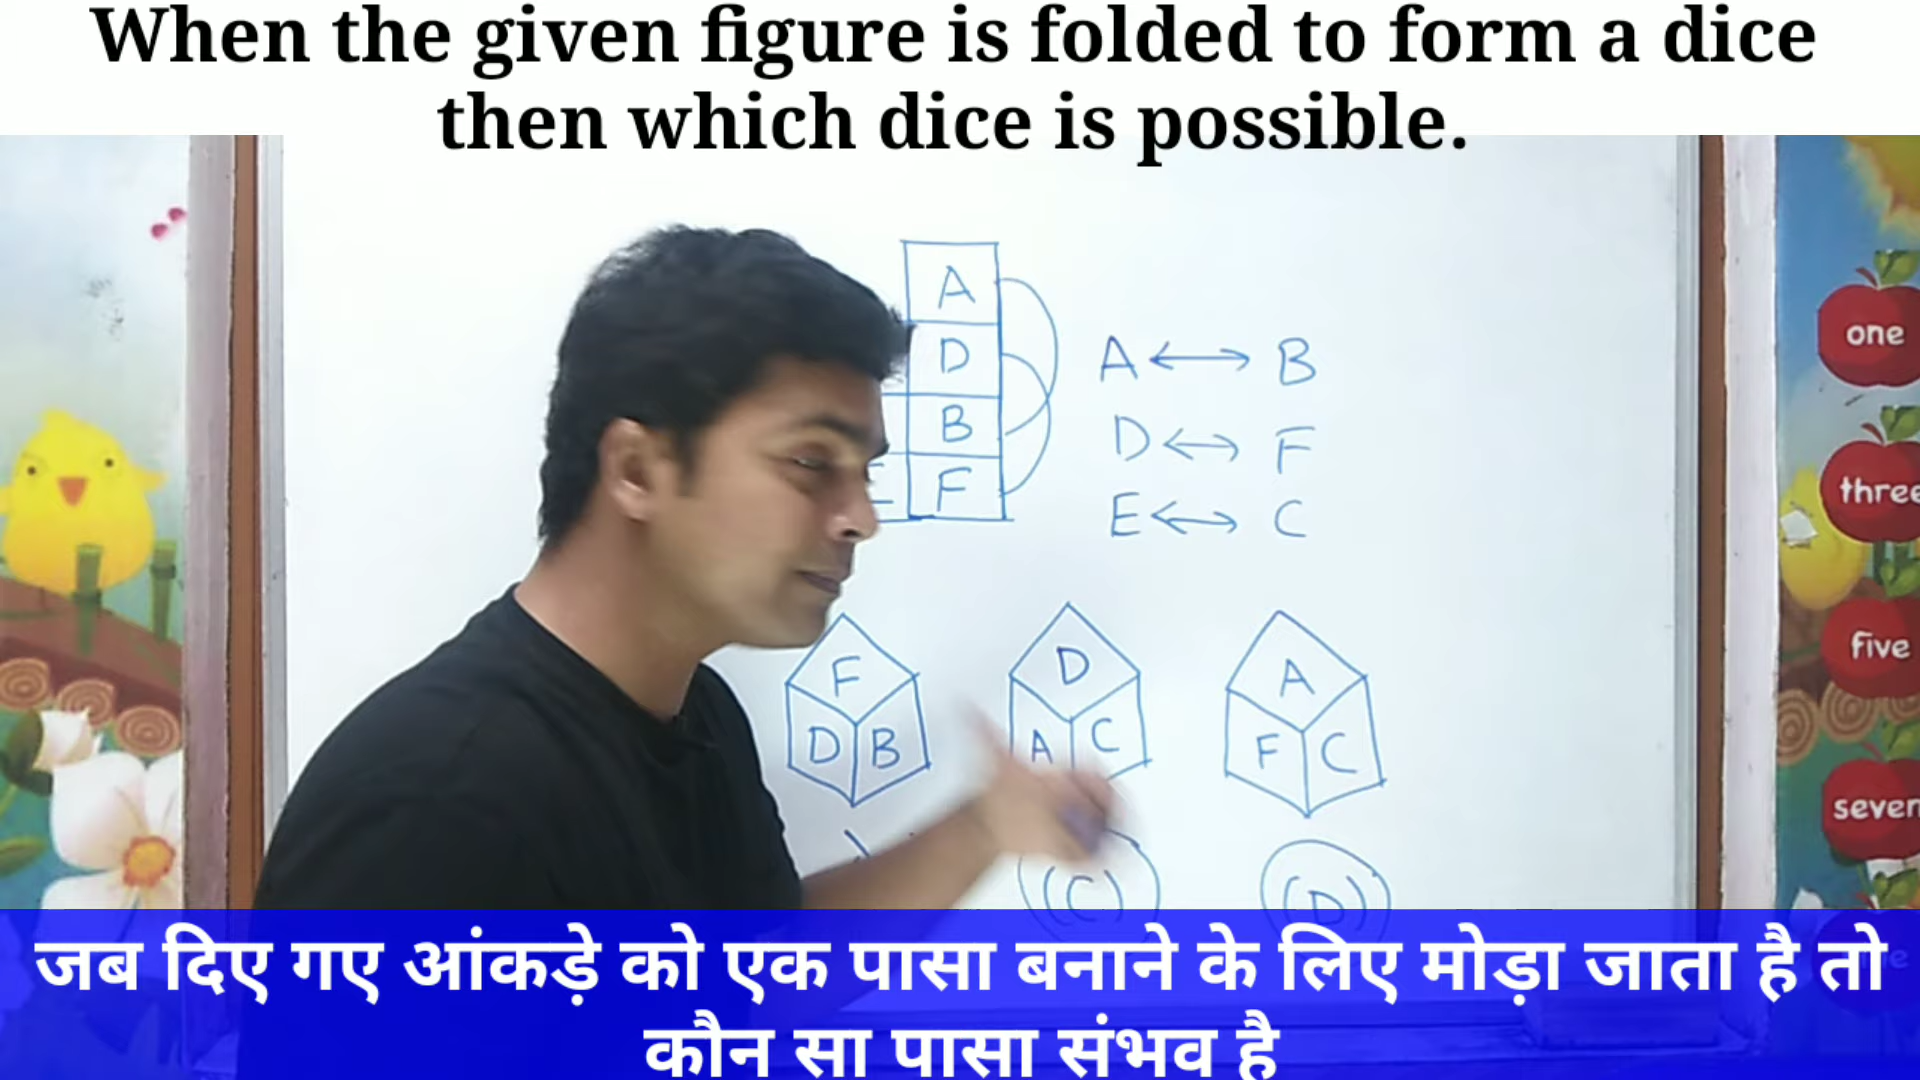 When the given figure is folded to form a dice
then which dice is possible.
A
D
B
F
E
A ↔ B
D ↔ F
E ↔ C
F
D B
D
A C
A
F C
(C)
(D)
one
three
five
seven
जब दिए गए आंकड़े को एक पासा बनाने के लिए मोड़ा जाता है तो
कौन सा पासा संभव है